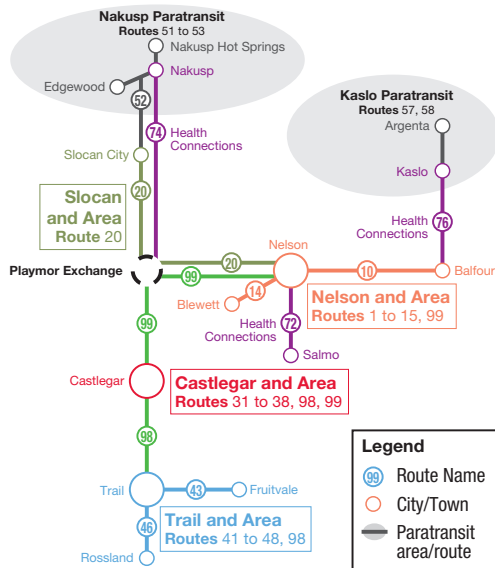 Nakusp Paratransit
Routes 51 to 53
Nakusp Hot Springs
Nakusp
Edgewood
52
Kaslo Paratransit
Routes 57, 58
Argenta
74
Health
Connections
Slocan City
Kaslo
20
Slocan
and Area
Route 20
Health
Connections
76
Nelson
Playmor Exchange
20
99
10
Balfour
14
Blewett
Nelson and Area
Routes 1 to 15, 99
99
Health
Connections
72
Salmo
Castlegar
Castlegar and Area
Routes 31 to 38, 98, 99
98
Legend
99 Route Name
City/Town
Paratransit
area/route
Trail
43
Fruitvale
46
Trail and Area
Routes 41 to 48, 98
Rossland